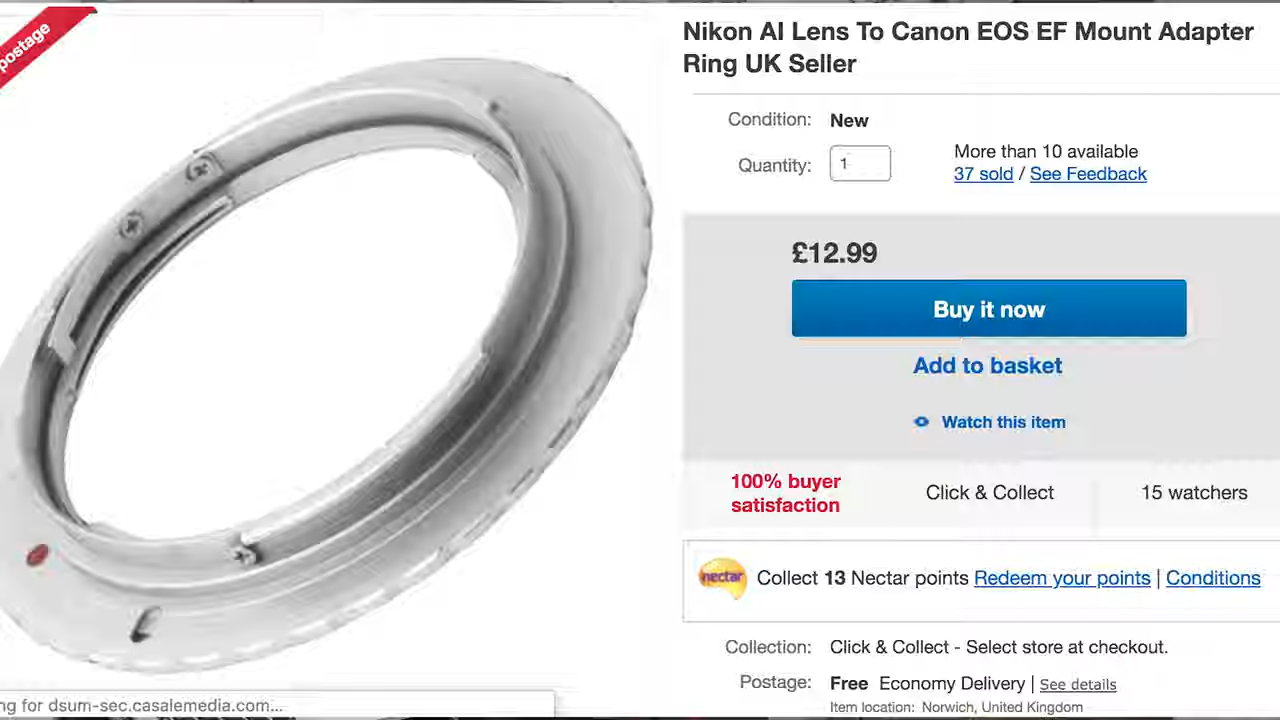 postage
Nikon AI Lens To Canon EOS EF Mount Adapter
Ring UK Seller
Condition: New
Quantity: 1
More than 10 available
37 sold / See Feedback
£12.99
Buy it now
Add to basket
Watch this item
100% buyer
satisfaction
Click & Collect
15 watchers
nectar
Collect 13 Nectar points Redeem your points | Conditions
Collection: Click & Collect - Select store at checkout.
Postage: Free Economy Delivery | See details
Item location: Norwich, United Kingdom
ng for dsum-sec.casalemedia.com...